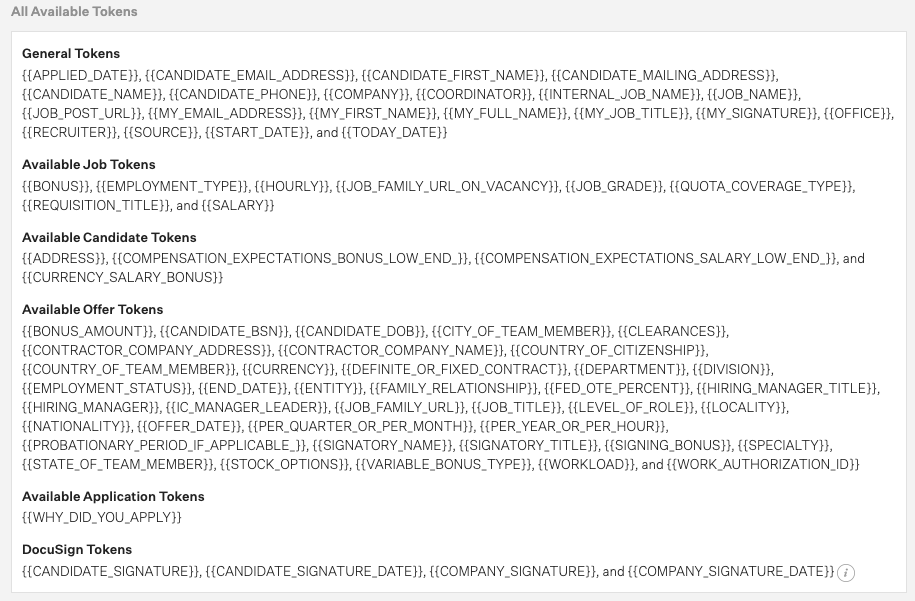 All Available Tokens
General Tokens
{{APPLIED_DATE}}, {{CANDIDATE_EMAIL_ADDRESS}}, {{CANDIDATE_FIRST_NAME}}, {{CANDIDATE_MAILING_ADDRESS}},
{{CANDIDATE_NAME}}, {{CANDIDATE_PHONE}}, {{COMPANY}}, {{COORDINATOR}}, {{INTERNAL_JOB_NAME}}, {{JOB_NAME}},
{{JOB_POST_URL}}, {{MY_EMAIL_ADDRESS}}, {{MY_FIRST_NAME}}, {{MY_FULL_NAME}}, {{MY_JOB_TITLE}}, {{MY_SIGNATURE}}, {{OFFICE}},
{{RECRUITER}}, {{SOURCE}}, {{START_DATE}}, and {{TODAY_DATE}}
Available Job Tokens
{{BONUS}}, {{EMPLOYMENT_TYPE}}, {{HOURLY}}, {{JOB_FAMILY_URL_ON_VACANCY}}, {{JOB_GRADE}}, {{QUOTA_COVERAGE_TYPE}},
{{REQUISITION_TITLE}}, and {{SALARY}}
Available Candidate Tokens
{{ADDRESS}}, {{COMPENSATION_EXPECTATIONS_BONUS_LOW_END_}}, {{COMPENSATION_EXPECTATIONS_SALARY_LOW_END_}}, and
{{CURRENCY_SALARY_BONUS}}
Available Offer Tokens
{{BONUS_AMOUNT}}, {{CANDIDATE_BSN}}, {{CANDIDATE_DOB}}, {{CITY_OF_TEAM_MEMBER}}, {{CLEARANCES}},
{{CONTRACTOR_COMPANY_ADDRESS}}, {{CONTRACTOR_COMPANY_NAME}}, {{COUNTRY_OF_CITIZENSHIP}},
{{COUNTRY_OF_TEAM_MEMBER}}, {{CURRENCY}}, {{DEFINITE_OR_FIXED_CONTRACT}}, {{DEPARTMENT}}, {{DIVISION}},
{{EMPLOYMENT_STATUS}}, {{END_DATE}}, {{ENTITY}}, {{FAMILY_RELATIONSHIP}}, {{FED_OTE_PERCENT}}, {{HIRING_MANAGER_TITLE}},
{{HIRING_MANAGER}}, {{IC_MANAGER_LEADER}}, {{JOB_FAMILY_URL}}, {{JOB_TITLE}}, {{LEVEL_OF_ROLE}}, {{LOCALITY}},
{{NATIONALITY}}, {{OFFER_DATE}}, {{PER_QUARTER_OR_PER_MONTH}}, {{PER_YEAR_OR_PER_HOUR}},
{{PROBATIONARY_PERIOD_IF_APPLICABLE_}}, {{SIGNATORY_NAME}}, {{SIGNATORY_TITLE}}, {{SIGNING_BONUS}}, {{SPECIALTY}},
{{STATE_OF_TEAM_MEMBER}}, {{STOCK_OPTIONS}}, {{VARIABLE_BONUS_TYPE}}, {{WORKLOAD}}, and {{WORK_AUTHORIZATION_ID}}
Available Application Tokens
{{WHY_DID_YOU_APPLY}}
DocuSign Tokens
{{CANDIDATE_SIGNATURE}}, {{CANDIDATE_SIGNATURE_DATE}}, {{COMPANY_SIGNATURE}}, and {{COMPANY_SIGNATURE_DATE}} i